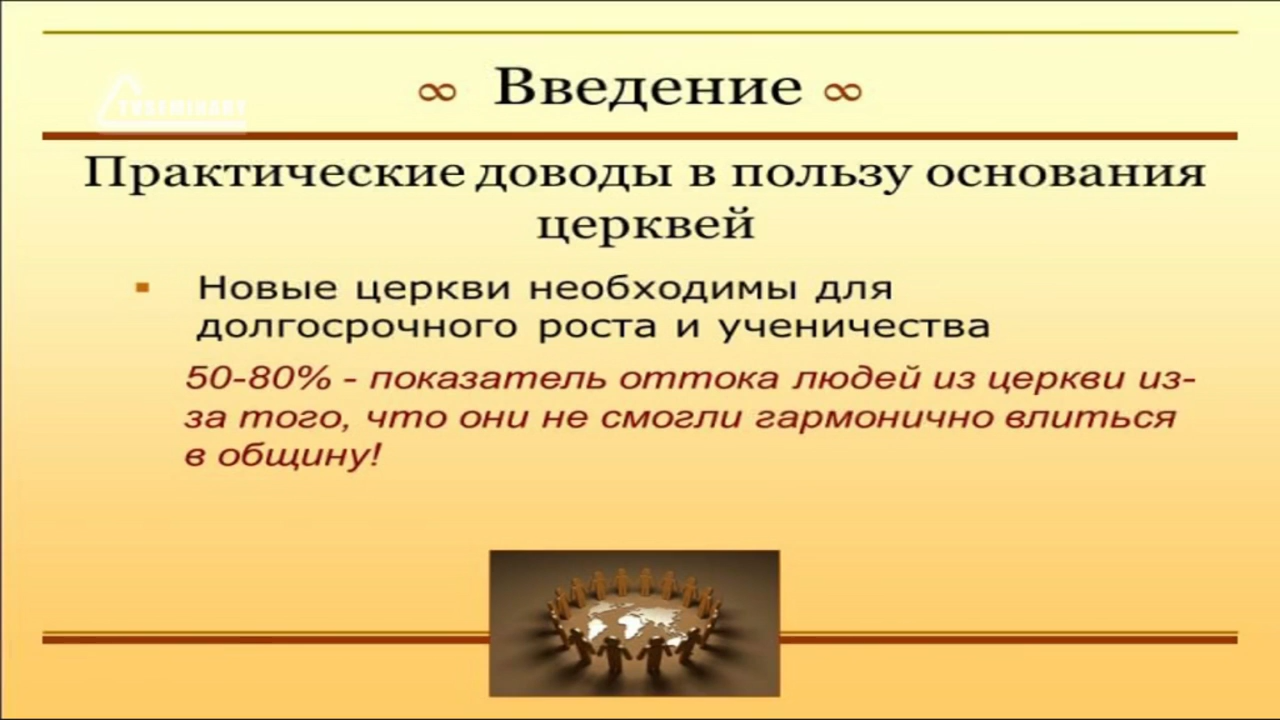 ∞ Введение ∞
Практические доводы в пользу основания
церквей
▪ Новые церкви необходимы для
долгосрочного роста и ученичества
50-80% - показатель оттока людей из церкви из-
за того, что они не смогли гармонично влиться
в общину!